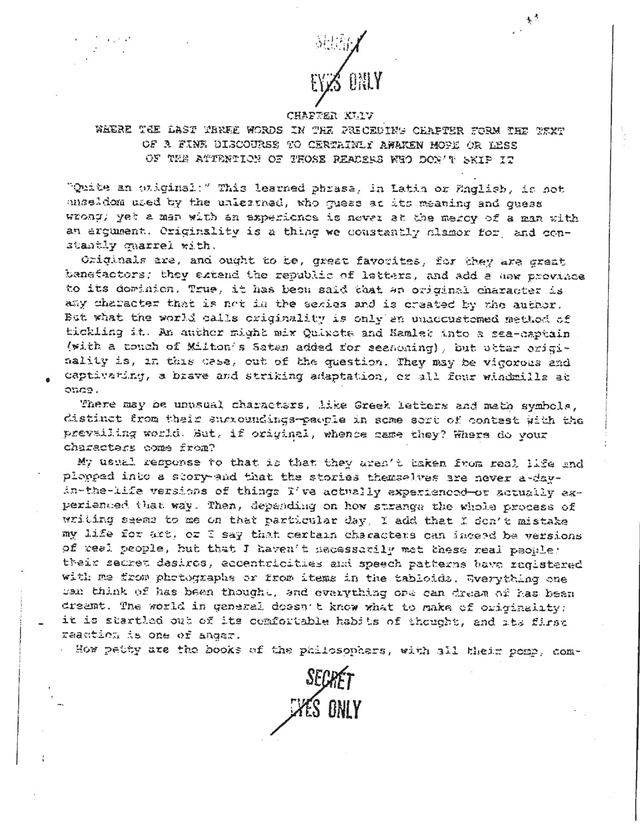 SECRET
EYES ONLY
CHAPTER XLIV
WHERE THE LAST THREE WORDS IN THE PRECEDING CHAPTER FORM THE TEXT
OF A FINE DISCOURSE TO CERTAINLY AWAKEN MORE OR LESS
OF THE ATTENTION OF THOSE READERS WHO DON'T SKIP IT
"Quite an original:" This learned phrase, in Latin or English, is not
unseldom used by the unlearned, who guess at its meaning and guess
wrong; yet a man with an experience is never at the mercy of a man with
an argument. Originality is a thing we constantly clamor for, and con-
stantly quarrel with.
Originals are, and ought to be, great favorites, for they are great
benefactors; they extend the republic of letters, and add a new province
to its dominion. True, it has been said that an original character is
any character that is not in the series and is created by the author.
But what the world calls originality is only an unaccustomed method of
tickling it. An author might mix Quixote and Hamlet into a sea-captain
(with a touch of Milton's Satan added for seasoning), but utter origi-
nality is, in this case, out of the question. They may be vigorous and
captivating, a brave and striking adaptation, or all four windmills at
once.
There may be unusual characters, like Greek letters and math symbols,
distinct from their surroundings—people in some sort of contest with the
prevailing world. But, if original, whence came they? Where do your
characters come from?
My usual response to that is that they aren't taken from real life and
plopped into a story—and that the stories themselves are never a-day-
in-the-life versions of things I've actually experienced—or actually ex-
perienced that way. Then, depending on how strange the whole process of
writing seems to me on that particular day, I add that I don't mistake
my life for art, or I say that certain characters can indeed be versions
of real people, but that I haven't necessarily met these real people;
their secret desires, eccentricities and speech patterns have registered
with me from photographs or from items in the tabloids. Everything one
can think of has been thought, and everything one can dream of has been
dreamt. The world in general doesn't know what to make of originality;
it is startled out of its comfortable habits of thought, and its first
reaction is one of anger.
How petty are the books of the philosophers, with all their pomp, com-
SECRET
EYES ONLY